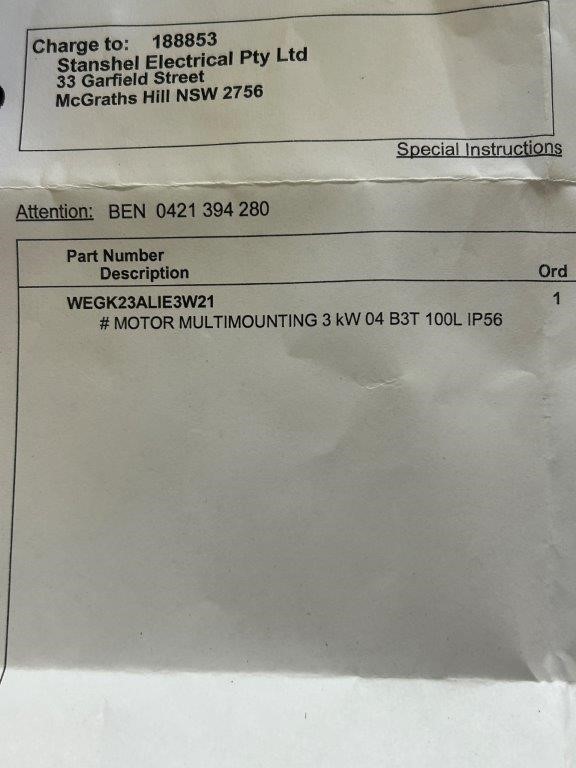 Charge to: 188853
Stanshel Electrical Pty Ltd
33 Garfield Street
McGraths Hill NSW 2756
Special Instructions
Attention: BEN 0421 394 280
Part Number
Description
Ord
WEGK23ALIE3W21
1
# MOTOR MULTIMOUNTING 3 kW 04 B3T 100L IP56